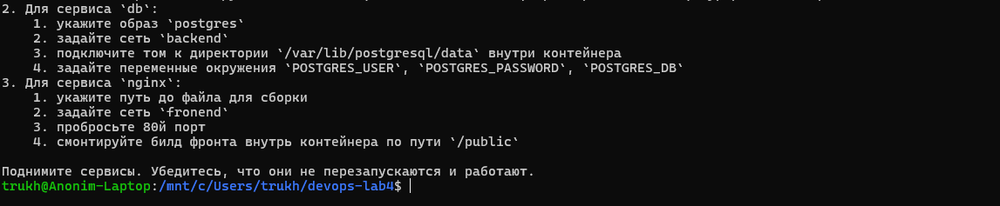 2. Для сервиса `db`:
1. укажите образ `postgres`
2. задайте сеть `backend`
3. подключите том к директории `/var/lib/postgresql/data` внутри контейнера
4. задайте переменные окружения `POSTGRES_USER`, `POSTGRES_PASSWORD`, `POSTGRES_DB`
3. Для сервиса `nginx`:
1. укажите путь до файла для сборки
2. задайте сеть `fronend`
3. пробросьте 80й порт
4. смонтируйте билд фронта внутрь контейнера по пути `/public`
Поднимите сервисы. Убедитесь, что они не перезапускаются и работают.
trukh@Anonim-Laptop:/mnt/c/Users/trukh/devops-lab4$